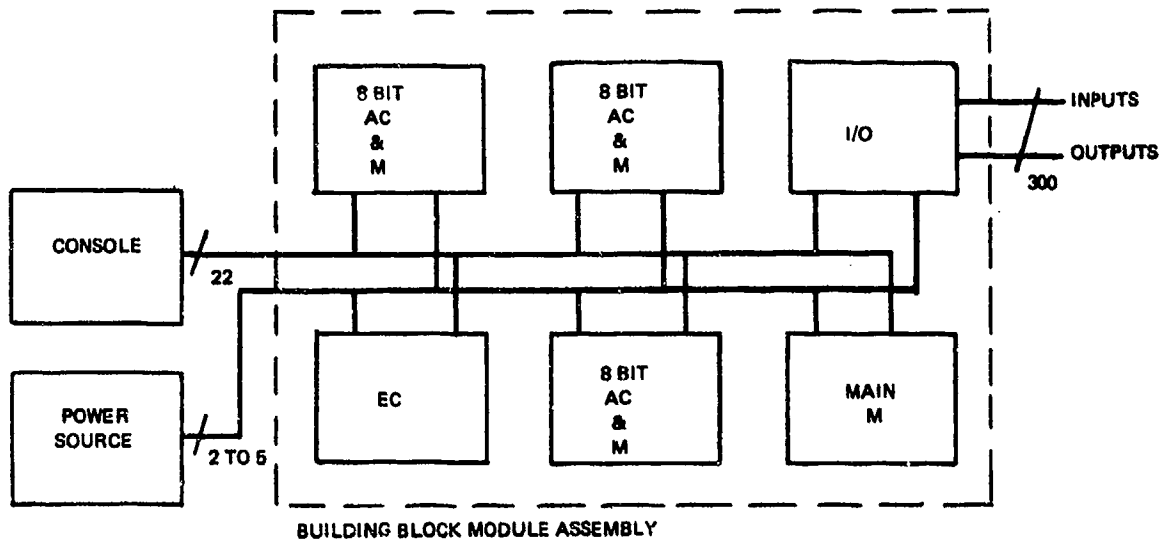 8 BIT
AC
&
M
8 BIT
AC
&
M
I/O
INPUTS
OUTPUTS
300
CONSOLE
22
POWER
SOURCE
2 TO 5
EC
8 BIT
AC
&
M
MAIN
M
BUILDING BLOCK MODULE ASSEMBLY